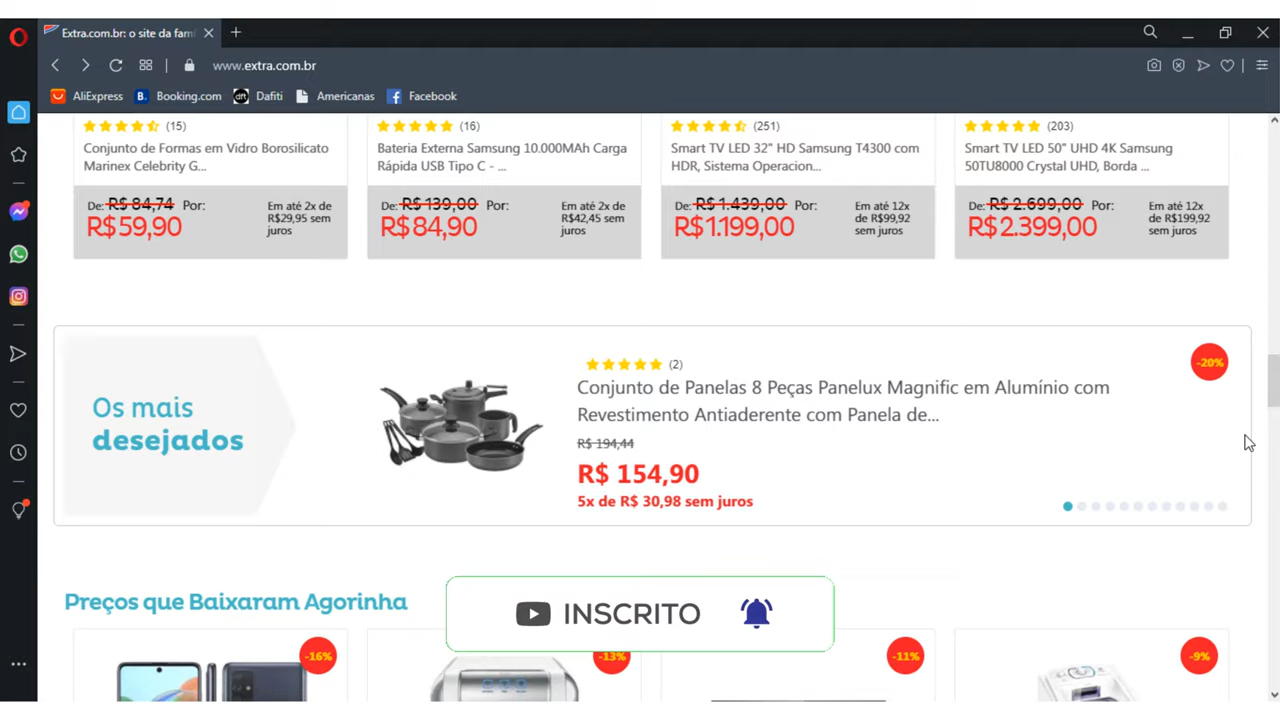 Extra.com.br: o site da fam
www.extra.com.br
AliExpress
B. Booking.com
dft Dafiti
Americanas
Facebook
(15)
Conjunto de Formas em Vidro Borosilicato
Marinex Celebrity G...
De: R$ 84,74 Por:
R$59,90
Em até 2x de
R$29,95 sem
juros
(16)
Bateria Externa Samsung 10.000MAh Carga
Rápida USB Tipo C - ...
De: R$ 139,00 Por:
R$84,90
Em até 2x de
R$42,45 sem
juros
(251)
Smart TV LED 32" HD Samsung T4300 com
HDR, Sistema Operacion...
De: R$ 1.439,00 Por:
R$1.199,00
Em até 12x
de R$99,92
sem juros
(203)
Smart TV LED 50" UHD 4K Samsung
50TU8000 Crystal UHD, Borda ...
De: R$ 2.699,00 Por:
R$2.399,00
Em até 12x
de R$199,92
sem juros
Os mais
desejados
(2)
Conjunto de Panelas 8 Peças Panelux Magnific em Alumínio com
Revestimento Antiaderente com Panela de...
R$ 194,44
R$ 154,90
5x de R$ 30,98 sem juros
-20%
Preços que Baixaram Agorinha
INSCRITO
-16%
-13%
-11%
-9%